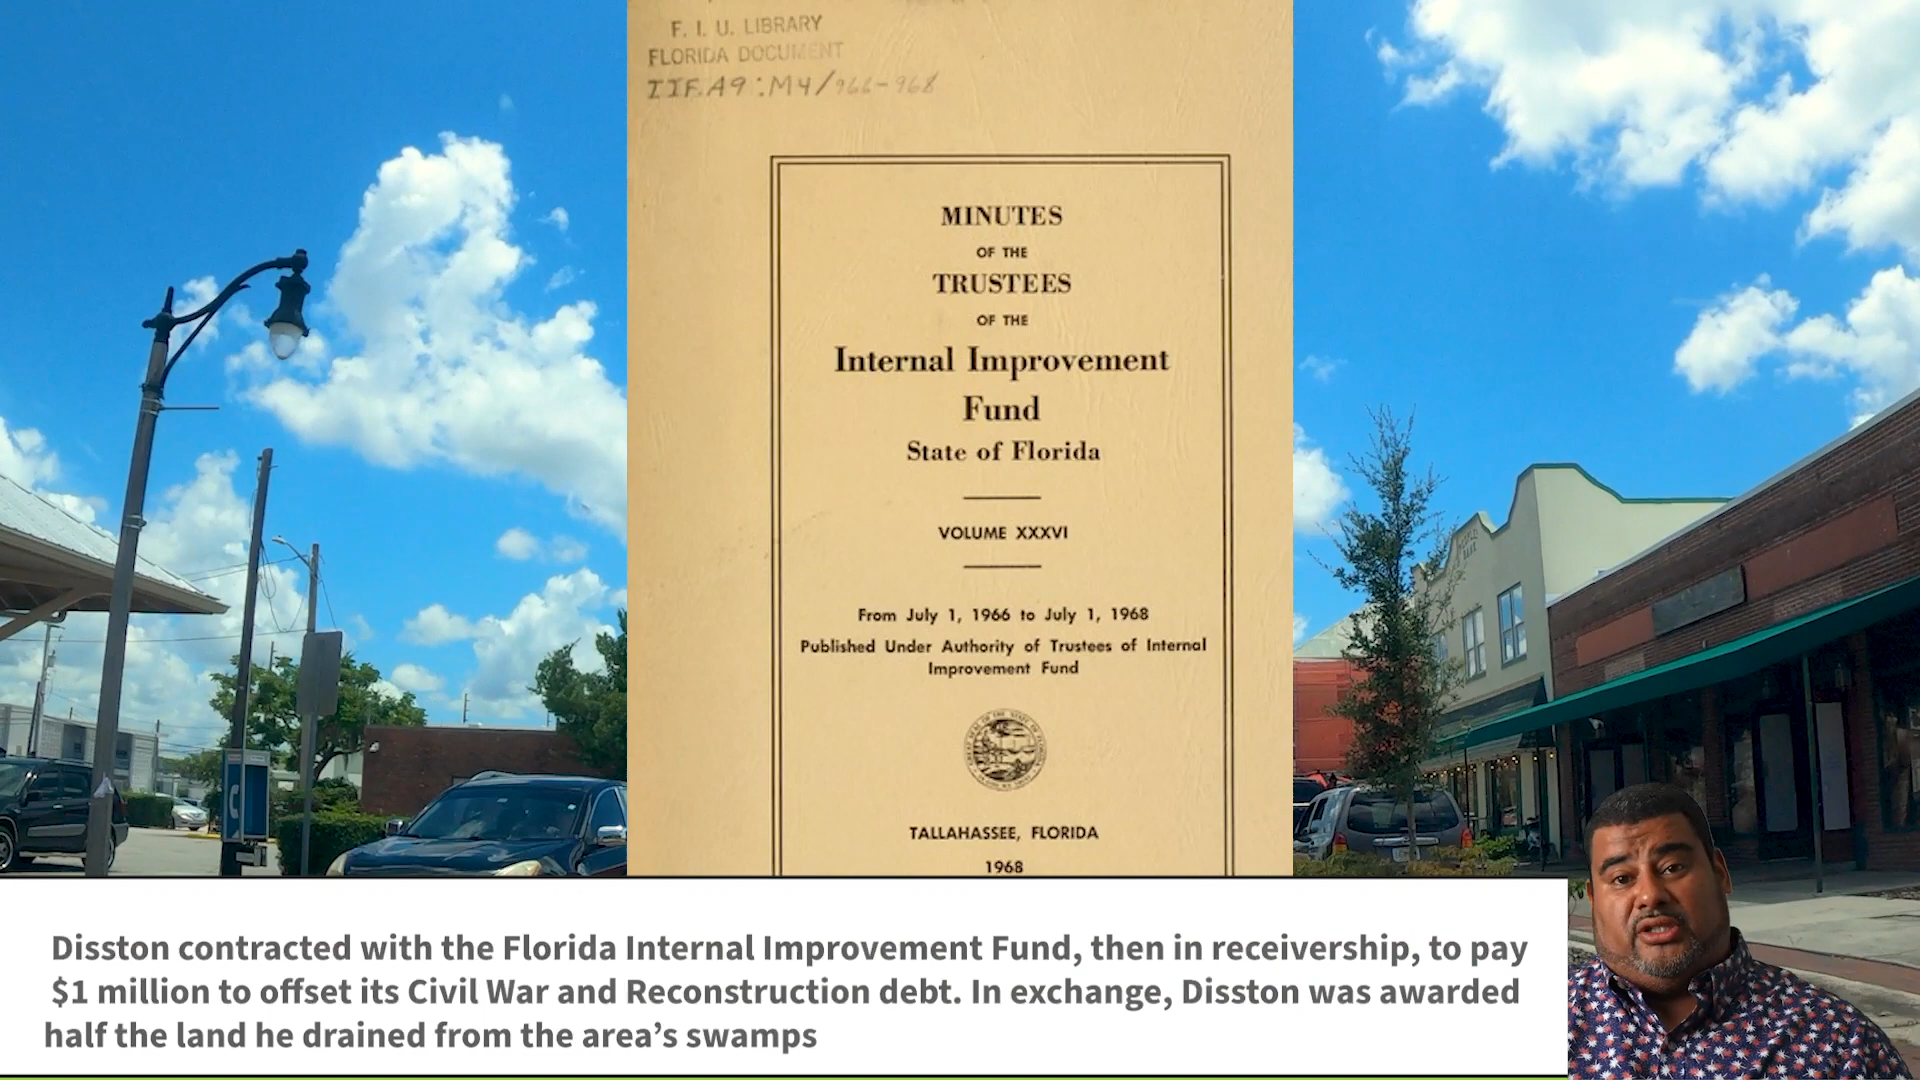 F. I. U. LIBRARY
FLORIDA DOCUMENT
IIF.A9:M4/966-968
MINUTES
OF THE
TRUSTEES
OF THE
Internal Improvement
Fund
State of Florida
VOLUME XXXVI
From July 1, 1966 to July 1, 1968
Published Under Authority of Trustees of Internal
Improvement Fund
TALLAHASSEE, FLORIDA
1968
Disston contracted with the Florida Internal Improvement Fund, then in receivership, to pay
$1 million to offset its Civil War and Reconstruction debt. In exchange, Disston was awarded
half the land he drained from the area’s swamps